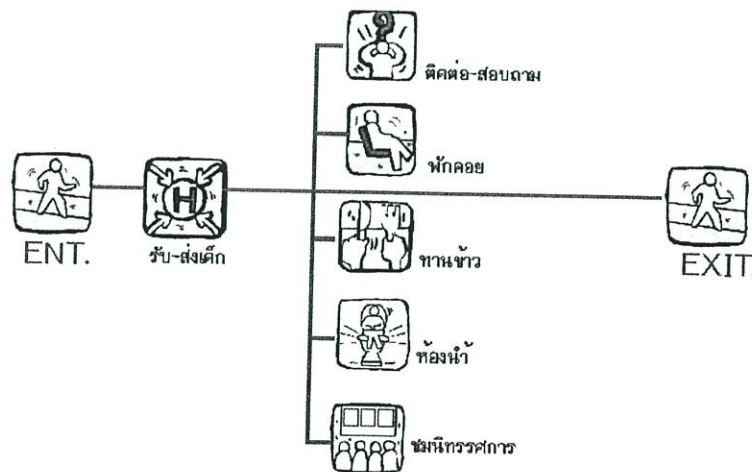 ติดต่อ-สอบถาม
พักคอย
ENT.
H
รับ-ส่งเด็ก
EXIT
ทานข้าว
ห้องน้ำ
ชมนิทรรศการ